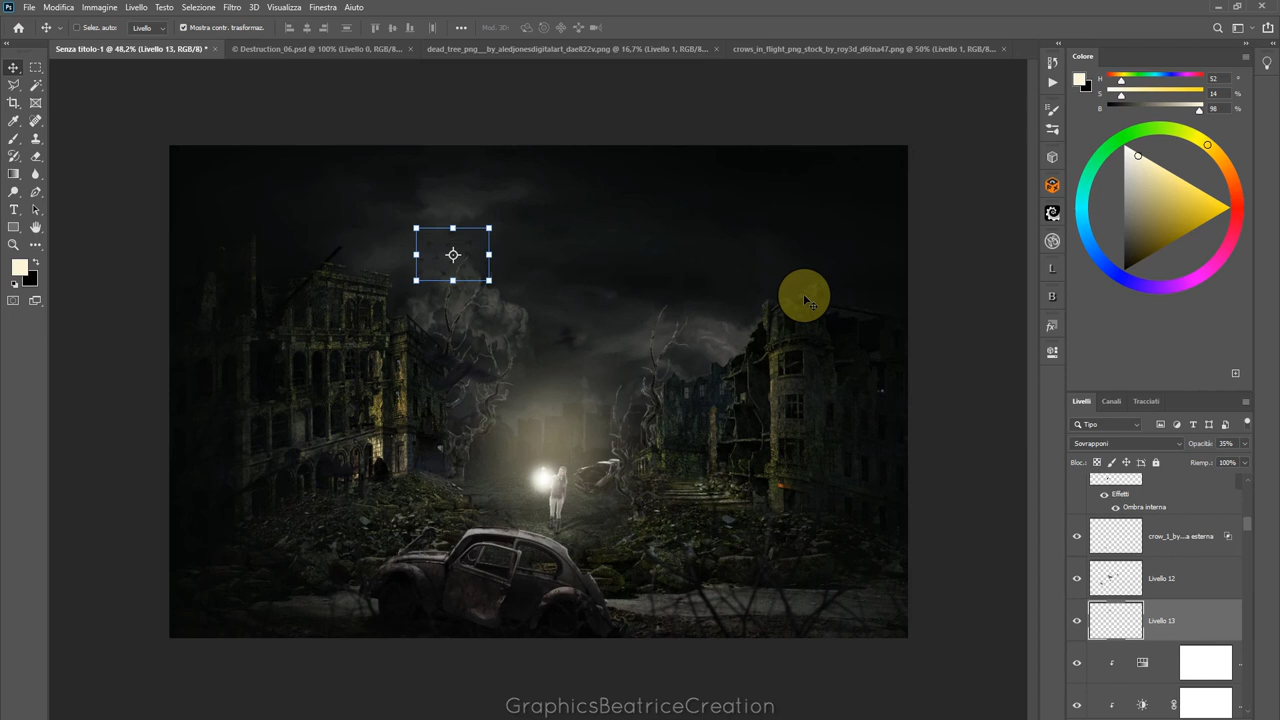 File Modifica Immagine Livello Testo Selezione Filtro 3D Visualizza Finestra Aiuto
Selez. auto: Livello Mostra contr. trasformaz. Mod. 3D:
Senza titolo-1 @ 48,2% (Livello 13, RGB/8) * × © Destruction_06.psd @ 100% (Livello 0, RGB/8... × dead_tree_png__by_aledjonesdigitalart_dae822v.png @ 16,7% (Livello 1, RGB/8... × crows_in_flight_png_stock_by_roy3d_d6tna47.png @ 50% (Livello 1, RGB/8... ×
Colore
H 52 °
S 14 %
B 98 %
Livelli Canali Tracciati
Tipo
Sovrapponi Opacità: 35%
Bloc.: Riemp.: 100%
Effetti
Ombra interna
crow_1_by...a esterna
Livello 12
Livello 13
GraphicsBeatriceCreation